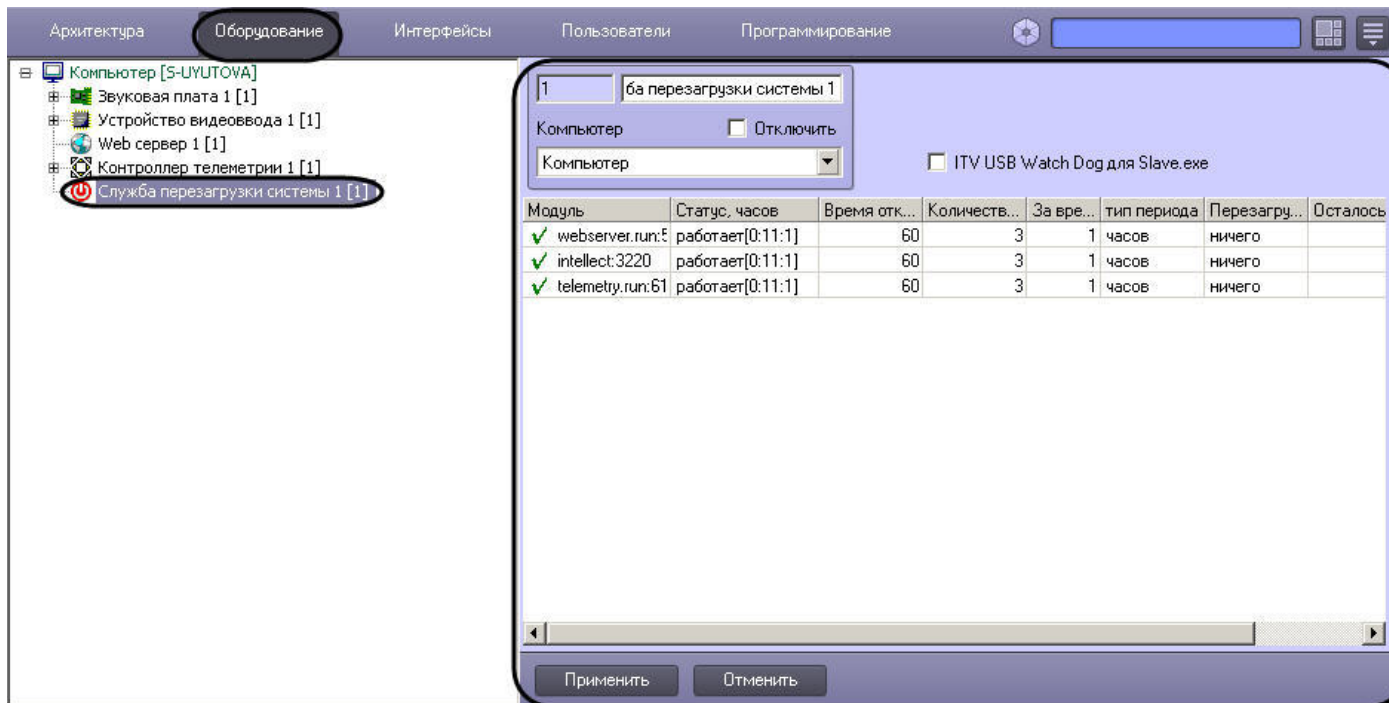 Архитектура Оборудование Интерфейсы Пользователи Программирование
Компьютер [S-UYUTOVA]
Звуковая плата 1 [1]
Устройство видеоввода 1 [1]
Web сервер 1 [1]
Контроллер телеметрии 1 [1]
Служба перезагрузки системы 1 [1]
1 ба перезагрузки системы 1
Компьютер Отключить
Компьютер ITV USB Watch Dog для Slave.exe
Модуль Статус, часов Время отк... Количеств... За вре... тип периода Перезагру... Осталось
webserver.run:5 работает[0:11:1] 60 3 1 часов ничего
intellect:3220 работает[0:11:1] 60 3 1 часов ничего
telemetry.run:61 работает[0:11:1] 60 3 1 часов ничего
Применить Отменить